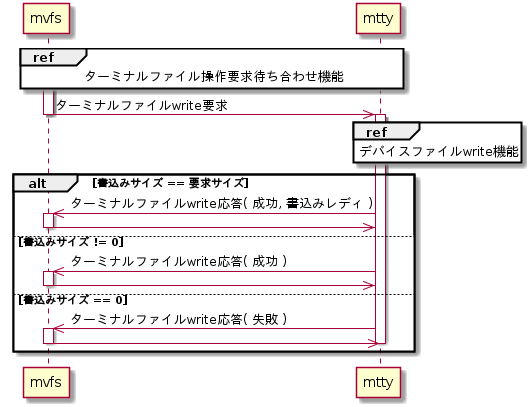 mvfs
mtty
ref
ターミナルファイル操作要求待ち合わせ機能
ターミナルファイルwrite要求
ref
デバイスファイルwrite機能
alt [書込みサイズ == 要求サイズ]
ターミナルファイルwrite応答( 成功, 書込みレディ )
[書込みサイズ != 0]
ターミナルファイルwrite応答( 成功 )
[書込みサイズ == 0]
ターミナルファイルwrite応答( 失敗 )
mvfs
mtty